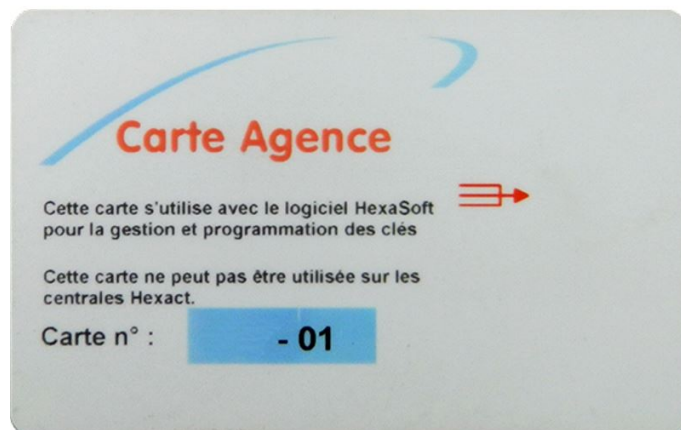 Carte Agence
Cette carte s'utilise avec le logiciel HexaSoft
pour la gestion et programmation des clés
Cette carte ne peut pas être utilisée sur les
centrales Hexact.
Carte n° : - 01